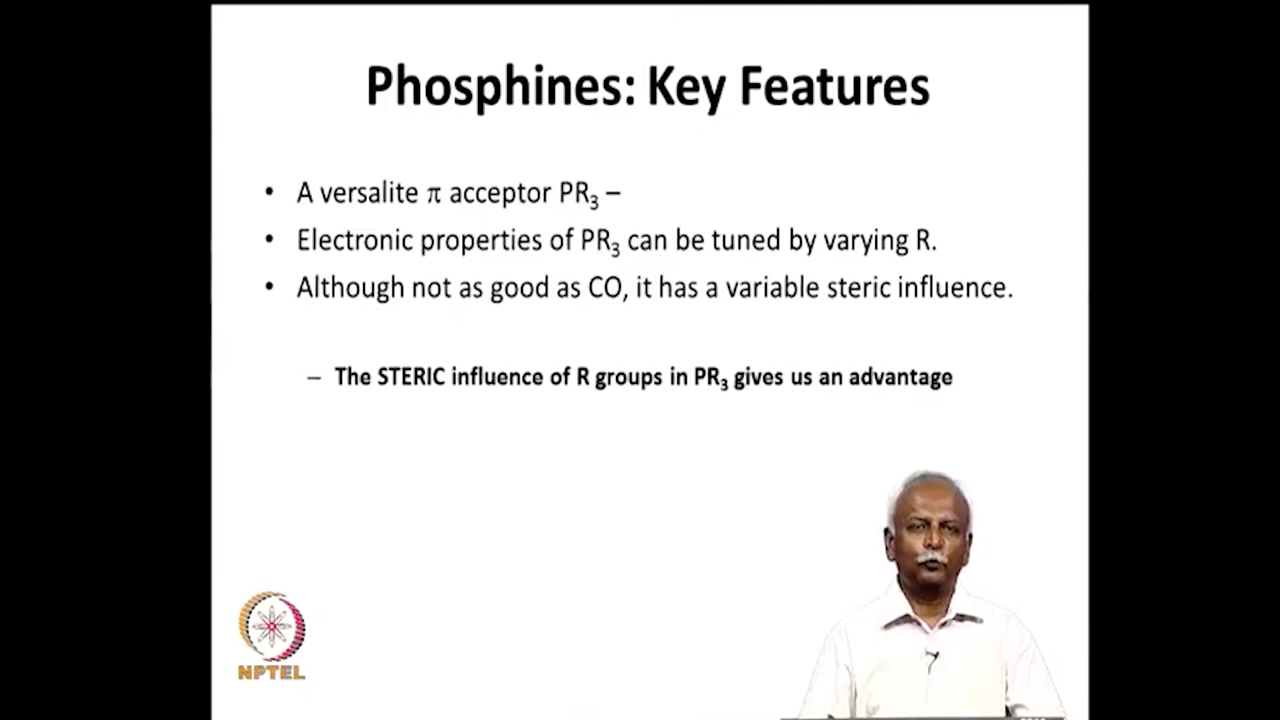 Phosphines: Key Features
• A versalite π acceptor PR₃ –
• Electronic properties of PR₃ can be tuned by varying R.
• Although not as good as CO, it has a variable steric influence.
– The STERIC influence of R groups in PR₃ gives us an advantage
NPTEL